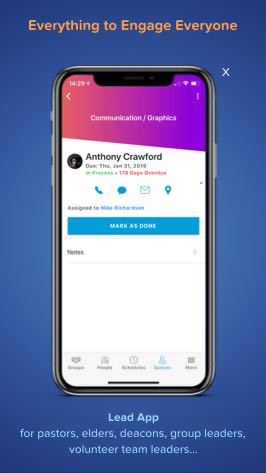 Everything to Engage Everyone
X
14:29
Communication / Graphics
Anthony Crawford
Due: Thu, Jan 31, 2019
In Process • 178 Days Overdue
Assigned to Mike Richardson
MARK AS DONE
Notes
Groups People Schedules Queues More
Lead App
for pastors, elders, deacons, group leaders,
volunteer team leaders...